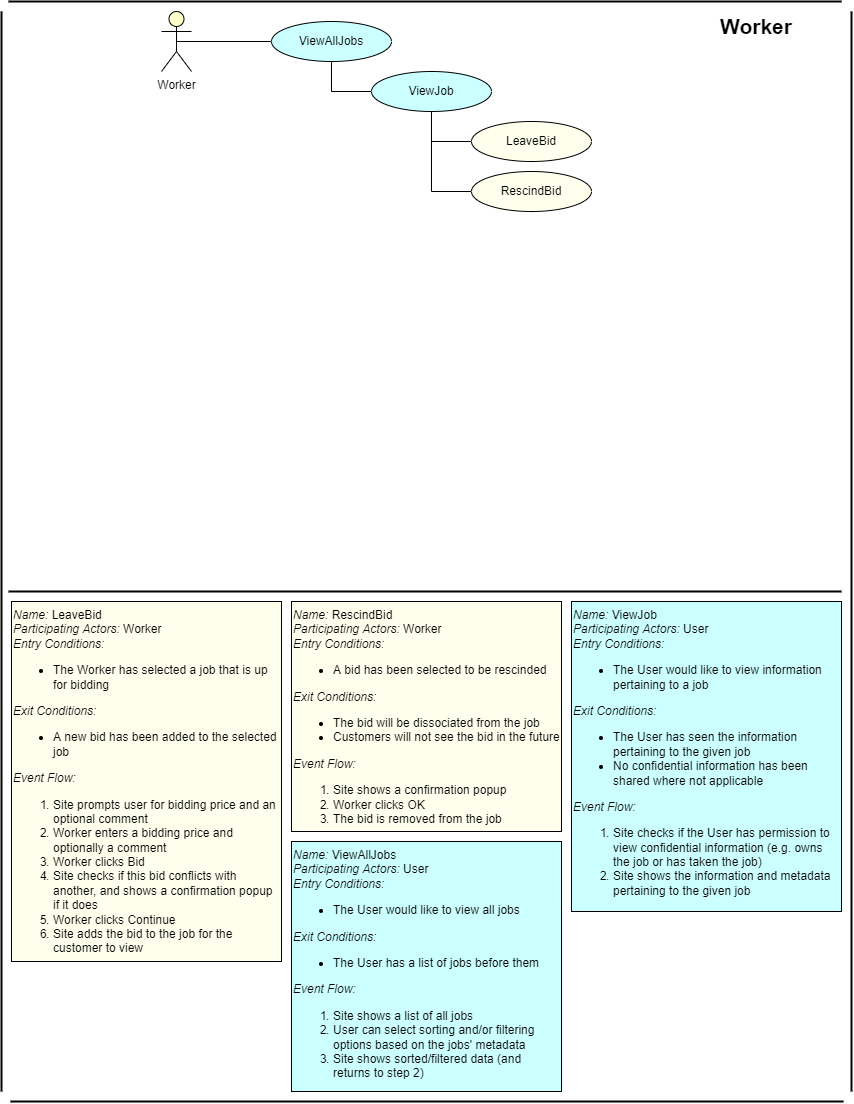 Worker
ViewAllJobs
Worker
ViewJob
LeaveBid
RescindBid
Name: LeaveBid
Participating Actors: Worker
Entry Conditions:
• The Worker has selected a job that is up
for bidding
Exit Conditions:
• A new bid has been added to the selected
job
Event Flow:
1. Site prompts user for bidding price and an
optional comment
2. Worker enters a bidding price and
optionally a comment
3. Worker clicks Bid
4. Site checks if this bid conflicts with
another, and shows a confirmation popup
if it does
5. Worker clicks Continue
6. Site adds the bid to the job for the
customer to view
Name: RescindBid
Participating Actors: Worker
Entry Conditions:
• A bid has been selected to be rescinded
Exit Conditions:
• The bid will be dissociated from the job
• Customers will not see the bid in the future
Event Flow:
1. Site shows a confirmation popup
2. Worker clicks OK
3. The bid is removed from the job
Name: ViewAllJobs
Participating Actors: User
Entry Conditions:
• The User would like to view all jobs
Exit Conditions:
• The User has a list of jobs before them
Event Flow:
1. Site shows a list of all jobs
2. User can select sorting and/or filtering
options based on the jobs' metadata
3. Site shows sorted/filtered data (and
returns to step 2)
Name: ViewJob
Participating Actors: User
Entry Conditions:
• The User would like to view information
pertaining to a job
Exit Conditions:
• The User has seen the information
pertaining to the given job
• No confidential information has been
shared where not applicable
Event Flow:
1. Site checks if the User has permission to
view confidential information (e.g. owns
the job or has taken the job)
2. Site shows the information and metadata
pertaining to the given job